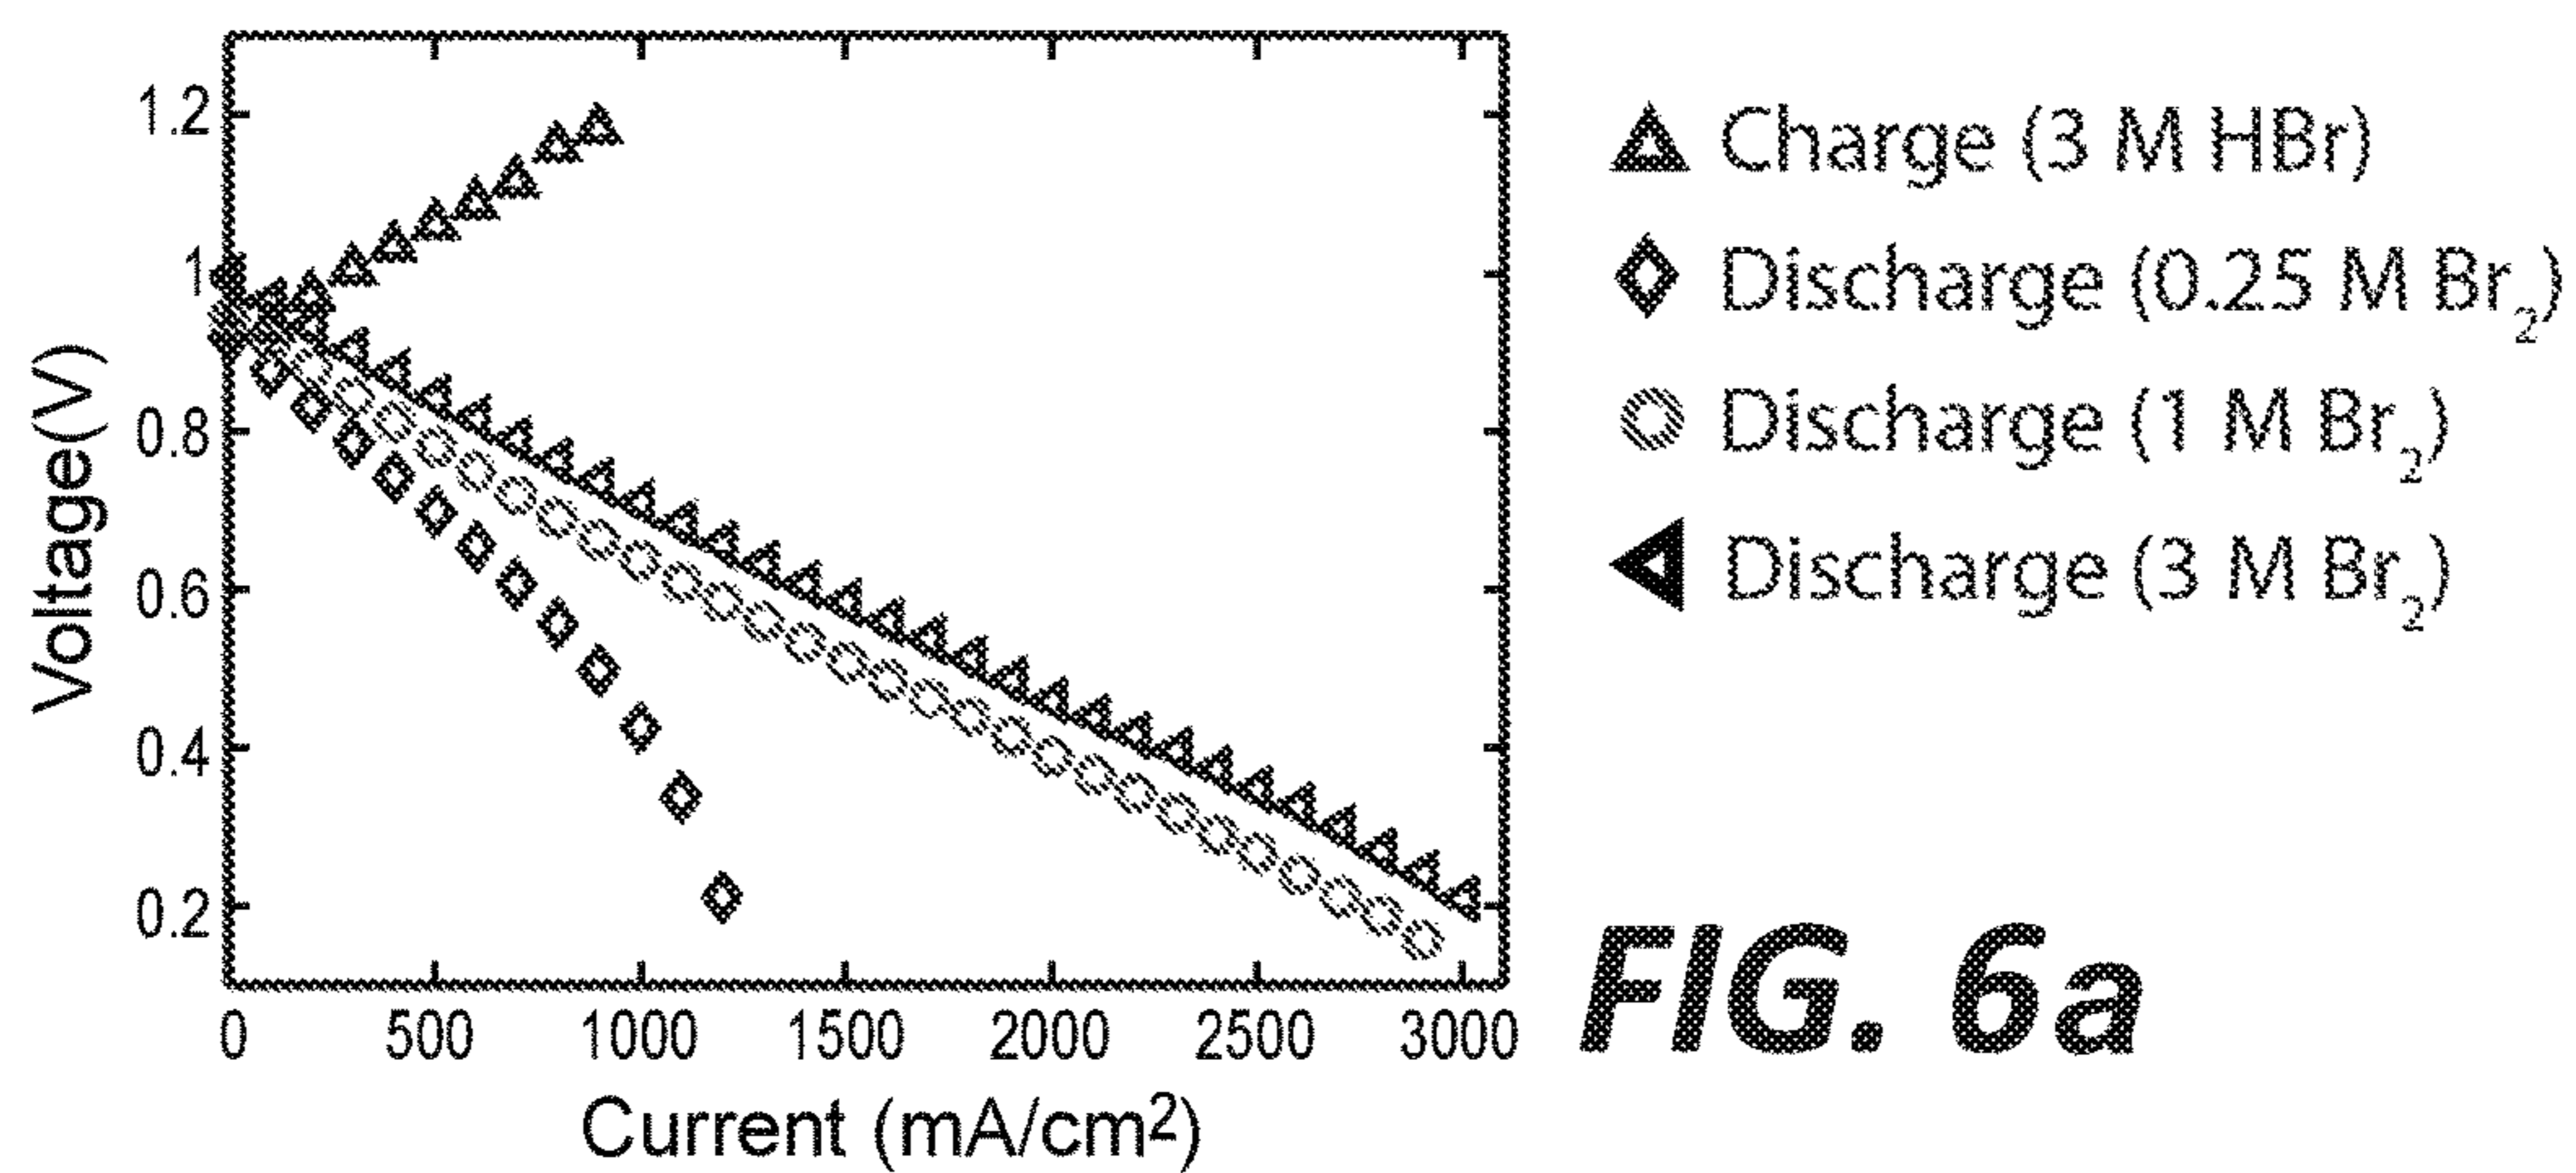 1.2
1
0.8
0.6
0.4
0.2
Voltage(V)
0 500 1000 1500 2000 2500 3000
Current (mA/cm²)
Charge (3 M HBr)
Discharge (0.25 M Br₂)
Discharge (1 M Br₂)
Discharge (3 M Br₂)
FIG. 6a